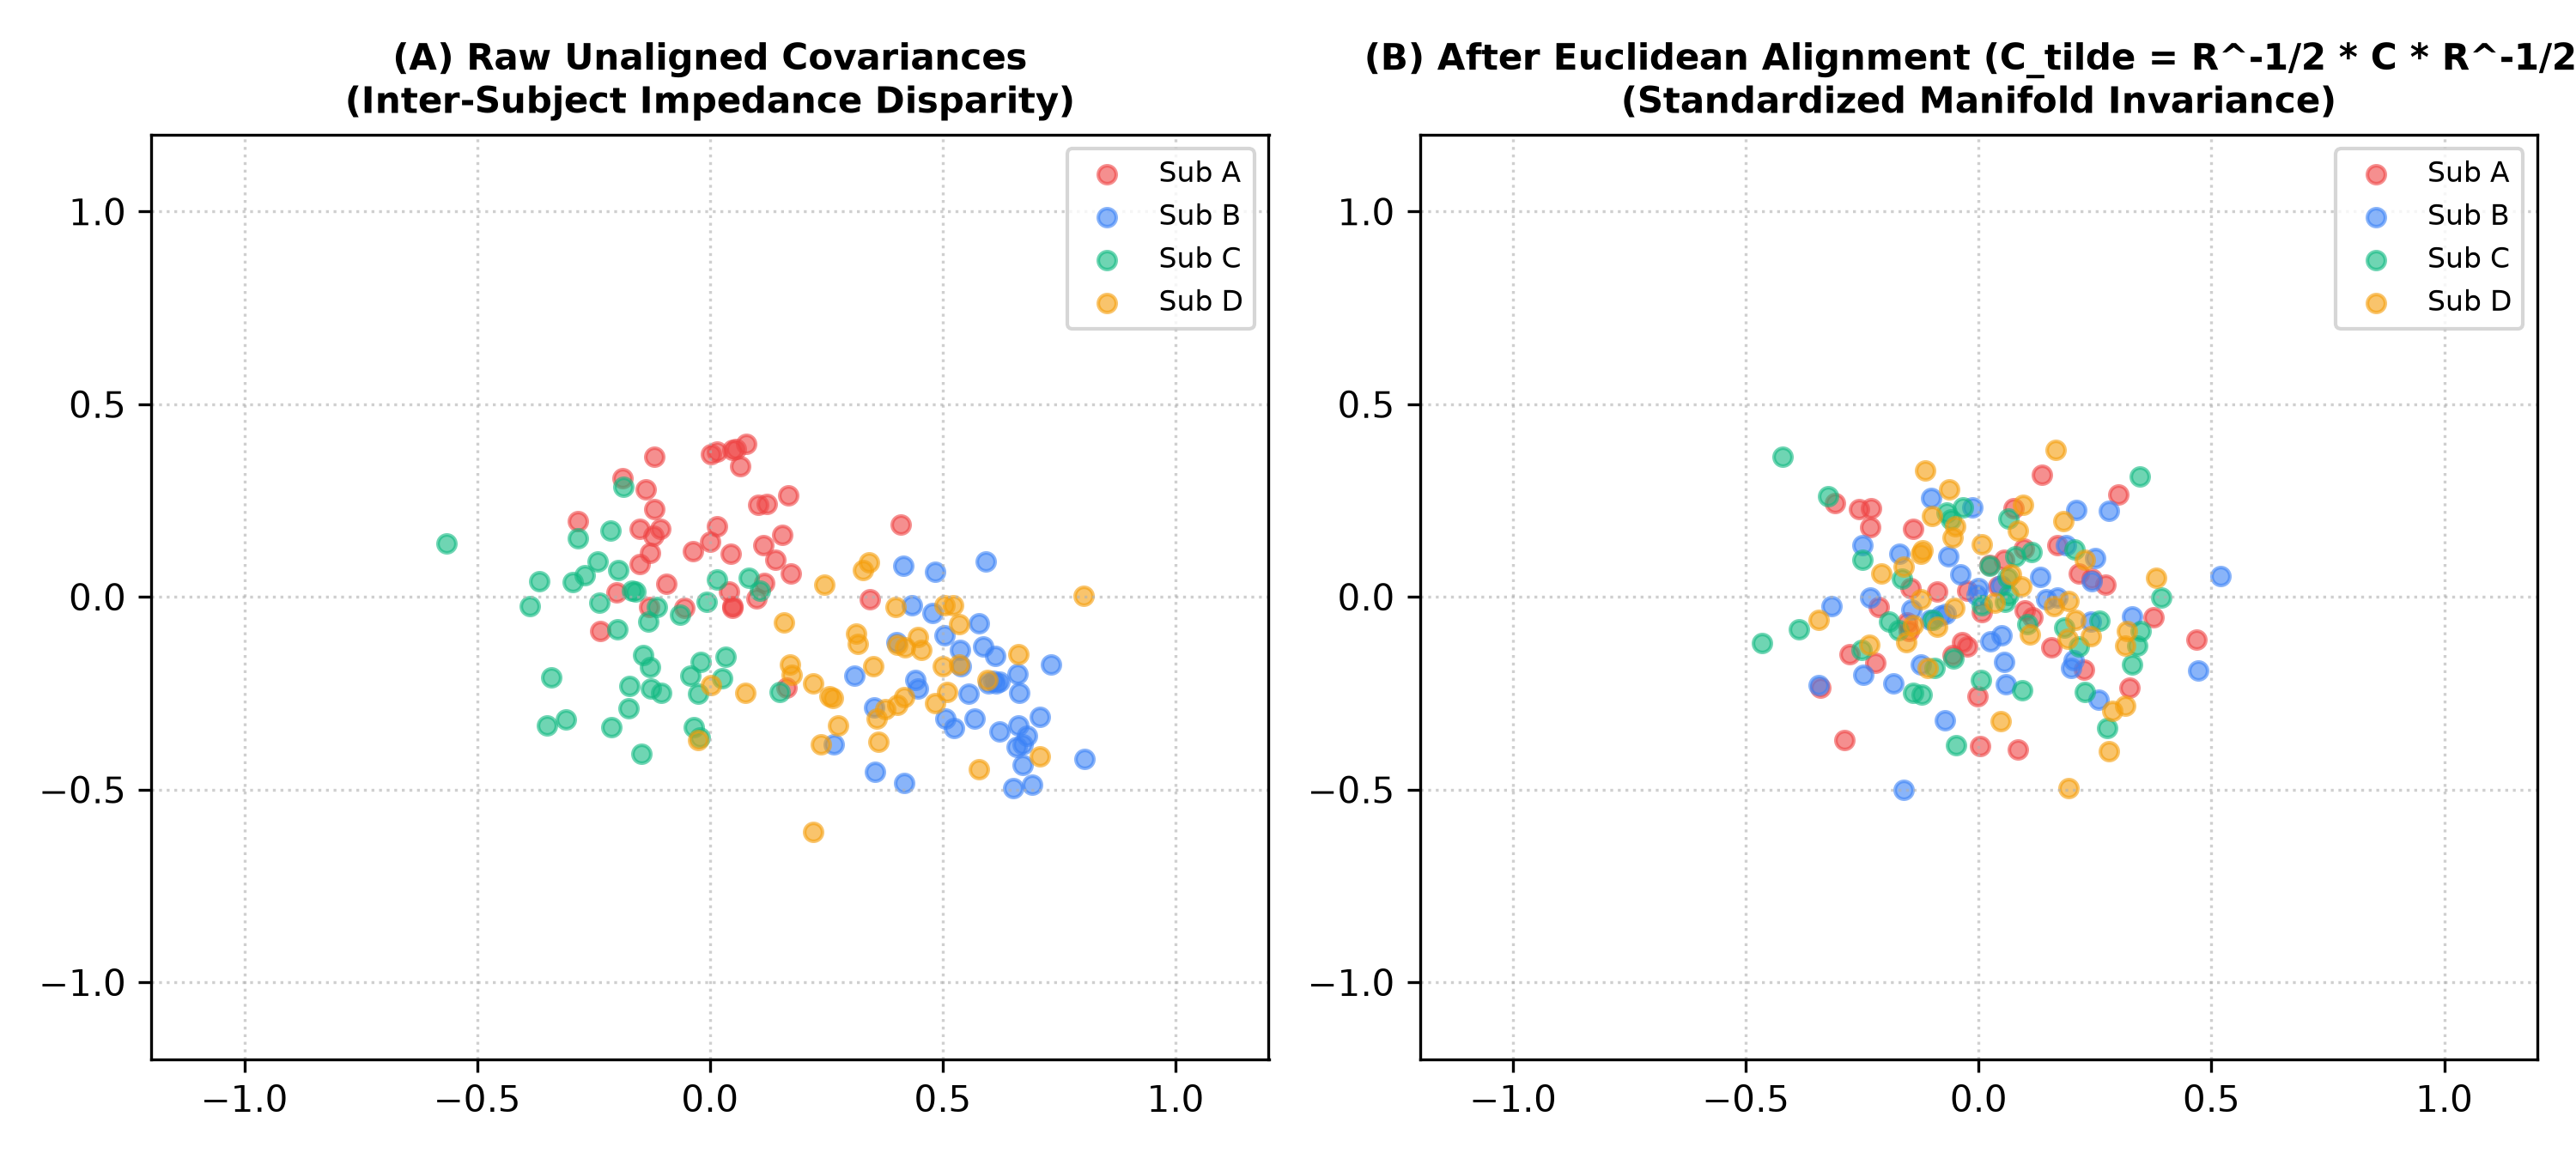 (A) Raw Unaligned Covariances
(Inter-Subject Impedance Disparity)
1.0
0.5
0.0
−0.5
−1.0
−1.0
−0.5
0.0
0.5
1.0
Sub A
Sub B
Sub C
Sub D
(B) After Euclidean Alignment (C_tilde = R^-1/2 * C * R^-1/2
(Standardized Manifold Invariance)
1.0
0.5
0.0
−0.5
−1.0
−1.0
−0.5
0.0
0.5
1.0
Sub A
Sub B
Sub C
Sub D